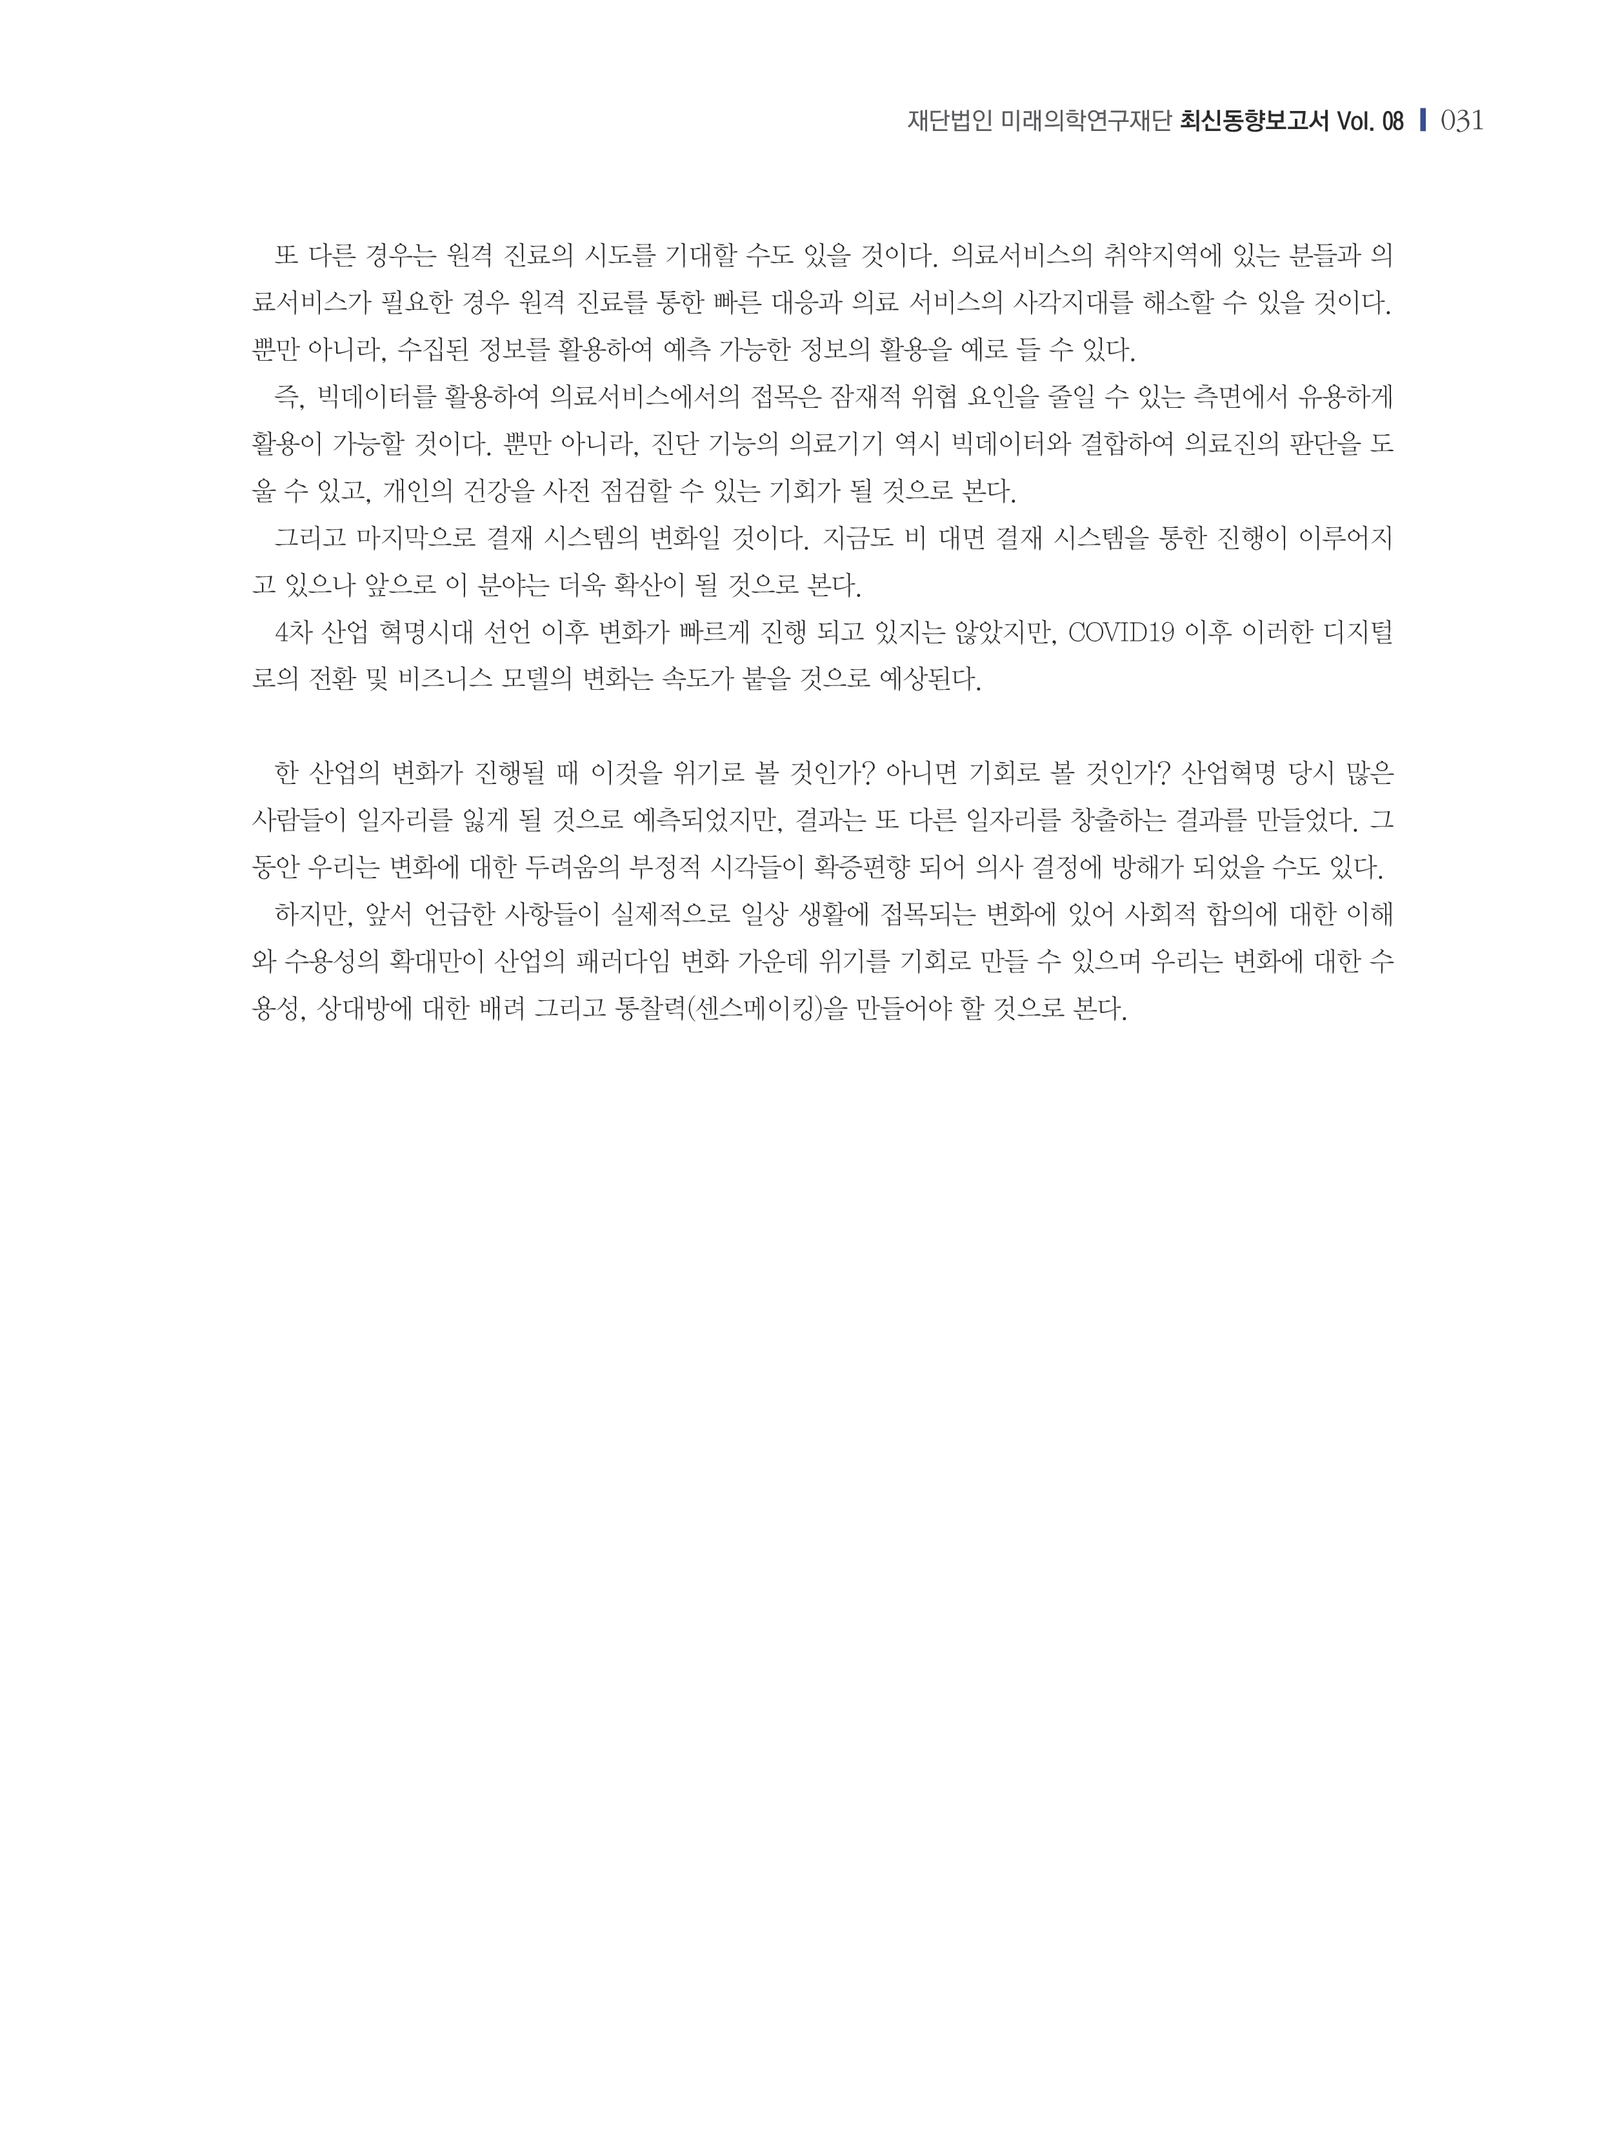 재단법인 미래의학연구재단 최신동향보고서 Vol. 08 031
또 다른 경우는 원격 진료의 시도를 기대할 수도 있을 것이다. 의료서비스의 취약지역에 있는 분들과 의
료서비스가 필요한 경우 원격 진료를 통한 빠른 대응과 의료 서비스의 사각지대를 해소할 수 있을 것이다.
뿐만 아니라, 수집된 정보를 활용하여 예측 가능한 정보의 활용을 예로 들 수 있다.
즉, 빅데이터를 활용하여 의료서비스에서의 접목은 잠재적 위협 요인을 줄일 수 있는 측면에서 유용하게
활용이 가능할 것이다. 뿐만 아니라, 진단 기능의 의료기기 역시 빅데이터와 결합하여 의료진의 판단을 도
울 수 있고, 개인의 건강을 사전 점검할 수 있는 기회가 될 것으로 본다.
그리고 마지막으로 결재 시스템의 변화일 것이다. 지금도 비 대면 결재 시스템을 통한 진행이 이루어지
고 있으나 앞으로 이 분야는 더욱 확산이 될 것으로 본다.
4차 산업 혁명시대 선언 이후 변화가 빠르게 진행 되고 있지는 않았지만, COVID19 이후 이러한 디지털
로의 전환 및 비즈니스 모델의 변화는 속도가 붙을 것으로 예상된다.
한 산업의 변화가 진행될 때 이것을 위기로 볼 것인가? 아니면 기회로 볼 것인가? 산업혁명 당시 많은
사람들이 일자리를 잃게 될 것으로 예측되었지만, 결과는 또 다른 일자리를 창출하는 결과를 만들었다. 그
동안 우리는 변화에 대한 두려움의 부정적 시각들이 확증편향 되어 의사 결정에 방해가 되었을 수도 있다.
하지만, 앞서 언급한 사항들이 실제적으로 일상 생활에 접목되는 변화에 있어 사회적 합의에 대한 이해
와 수용성의 확대만이 산업의 패러다임 변화 가운데 위기를 기회로 만들 수 있으며 우리는 변화에 대한 수
용성, 상대방에 대한 배려 그리고 통찰력(센스메이킹)을 만들어야 할 것으로 본다.